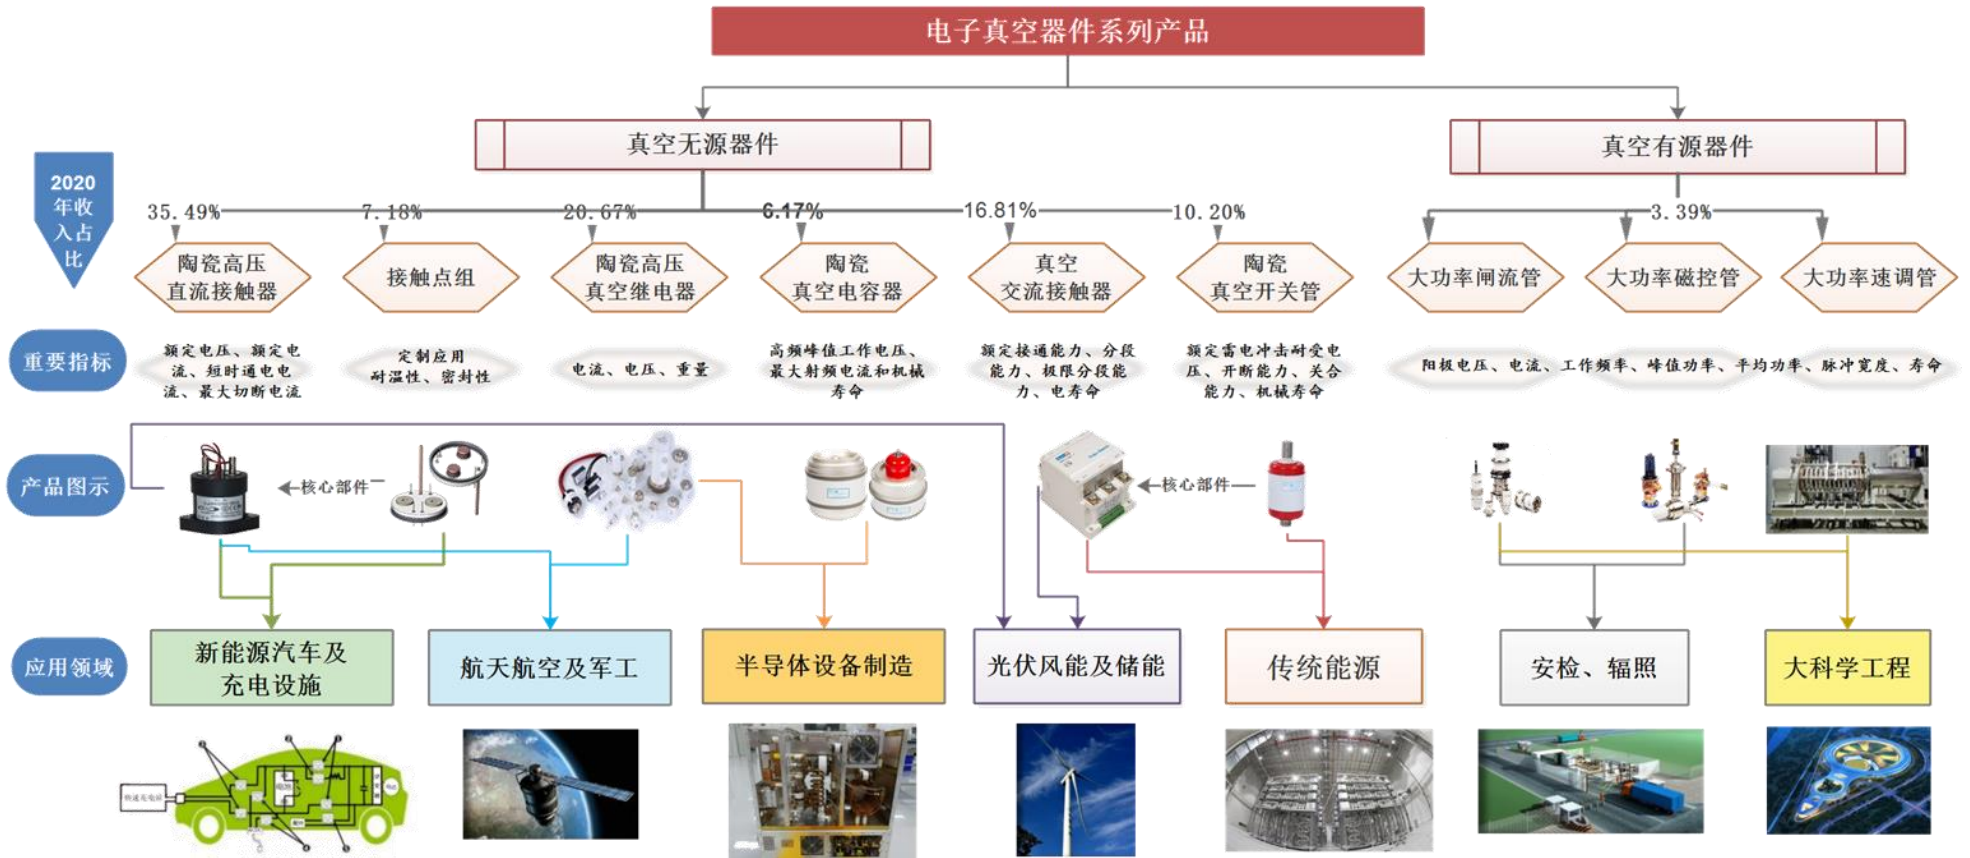 电子真空器件系列产品
真空无源器件
真空有源器件
2020
年收
入占
比
35.49%
7.18%
20.67%
6.17%
16.81%
10.20%
3.39%
陶瓷高压
直流接触器
接触点组
陶瓷高压
真空继电器
陶瓷
真空电容器
真空
交流接触器
陶瓷
真空开关管
大功率闸流管
大功率磁控管
大功率速调管
重要指标
额定电压、额定电
流、短时通电电
流、最大切断电流
定制应用
耐温性、密封性
电流、电压、重量
高频峰值工作电压、
最大射频电流和机械
寿命
额定接通能力、分段
能力、极限分段能
力、电寿命
额定雷电冲击耐受电
压、开断能力、关合
能力、机械寿命
阳极电压、电流、工作频率、峰值功率、平均功率、脉冲宽度、寿命
产品图示
核心部件
核心部件
应用领域
新能源汽车及
充电设施
航天航空及军工
半导体设备制造
光伏风能及储能
传统能源
安检、辐照
大科学工程